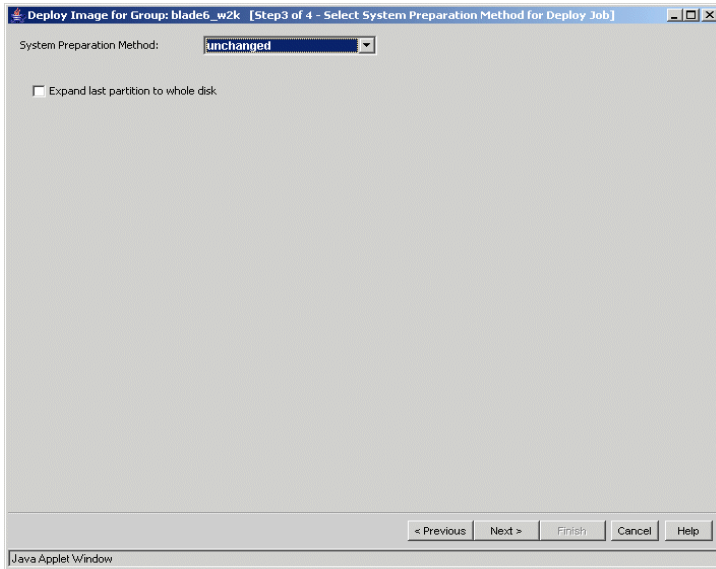 Deploy Image for Group: blade6_w2k [Step3 of 4 - Select System Preparation Method for Deploy Job]
System Preparation Method: unchanged
Expand last partition to whole disk
< Previous Next > Finish Cancel Help
Java Applet Window